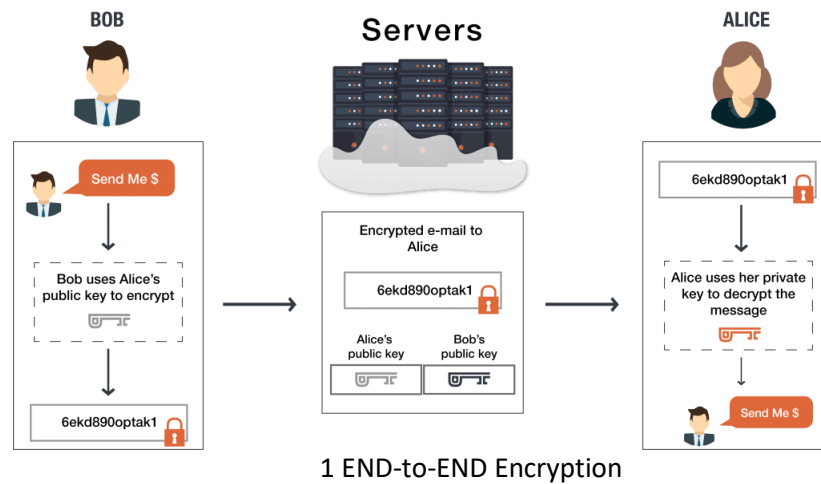 BOB
Send Me $
Bob uses Alice's
public key to encrypt
6ekd890optak1
Servers
Encrypted e-mail to
Alice
6ekd890optak1
Alice's
public key
Bob's
public key
ALICE
6ekd890optak1
Alice uses her private
key to decrypt the
message
Send Me $
1 END-to-END Encryption